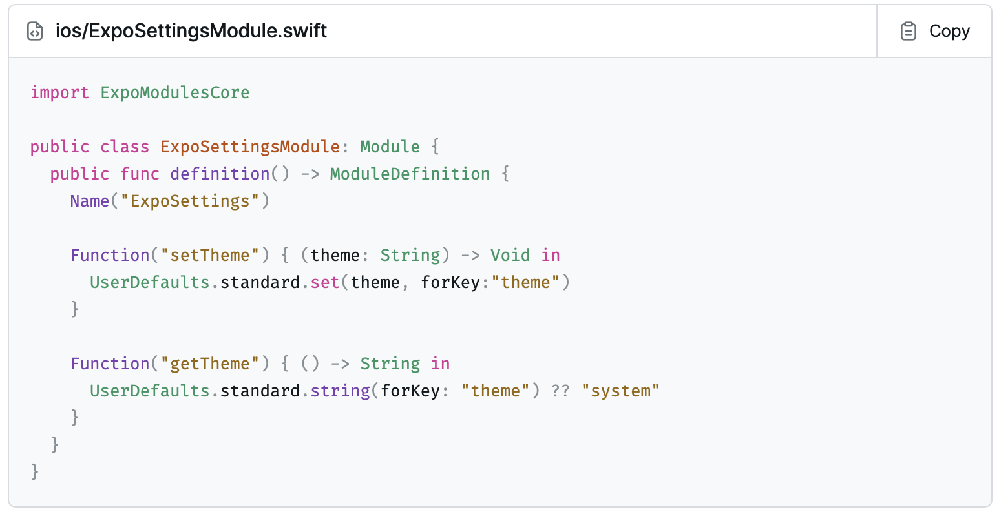 ios/ExpoSettingsModule.swift
Copy
import ExpoModulesCore
public class ExpoSettingsModule: Module {
  public func definition() -> ModuleDefinition {
    Name("ExpoSettings")
    Function("setTheme") { (theme: String) -> Void in
      UserDefaults.standard.set(theme, forKey:"theme")
    }
    Function("getTheme") { () -> String in
      UserDefaults.standard.string(forKey: "theme") ?? "system"
    }
  }
}